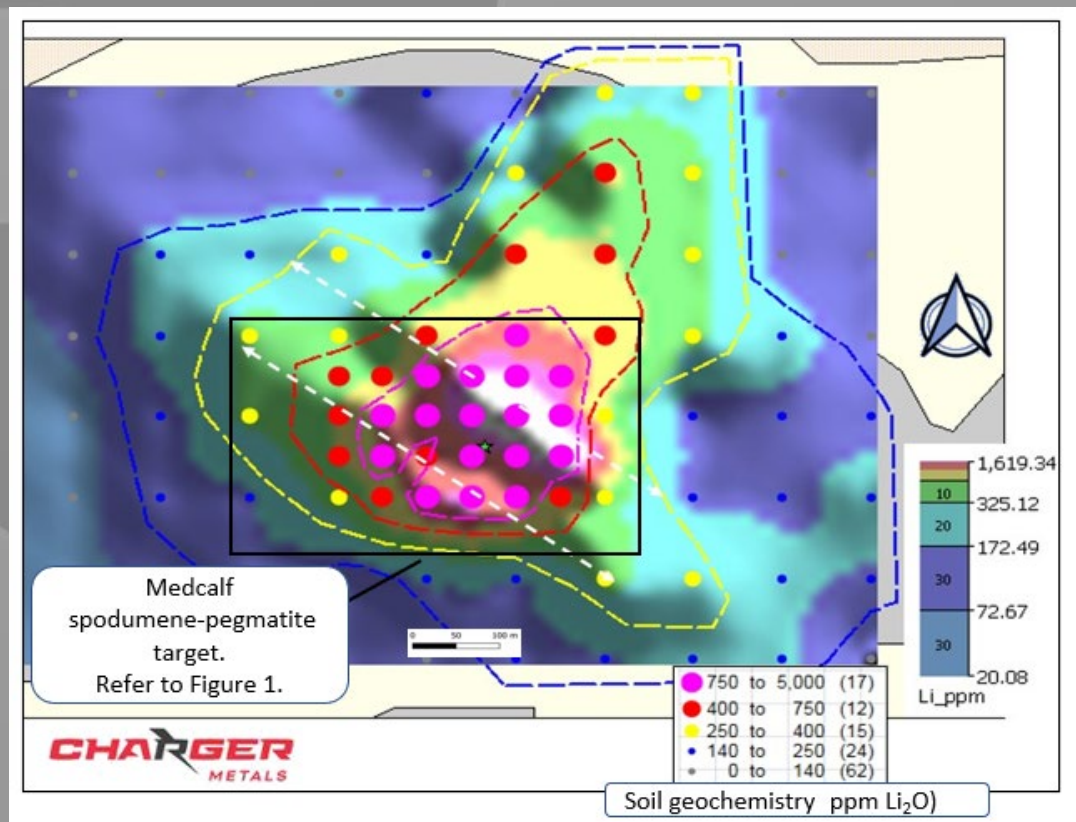 1,619.34
10
325.12
20
172.49
30
72.67
30
20.08
Li_ppm
Medcalf
spodumene-pegmatite
target.
Refer to Figure 1.
0 50 100 m
750 to 5,000 (17)
400 to 750 (12)
250 to 400 (15)
140 to 250 (24)
0 to 140 (62)
CHARGER
METALS
Soil geochemistry ppm Li₂O)